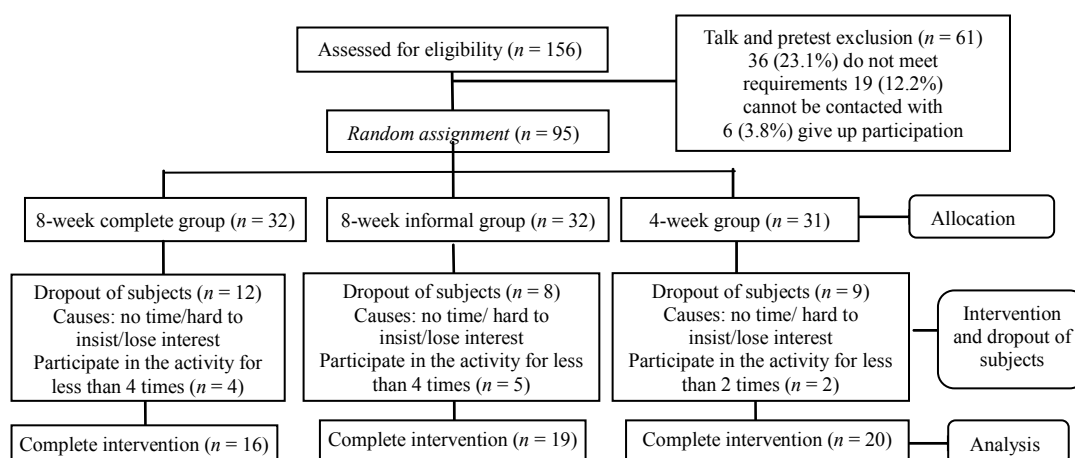 Assessed for eligibility (n = 156)
Talk and pretest exclusion (n = 61)
36 (23.1%) do not meet
requirements 19 (12.2%)
cannot be contacted with
6 (3.8%) give up participation
Random assignment (n = 95)
8-week complete group (n = 32)
8-week informal group (n = 32)
4-week group (n = 31)
Allocation
Dropout of subjects (n = 12)
Causes: no time/hard to
insist/lose interest
Participate in the activity for
less than 4 times (n = 4)
Dropout of subjects (n = 8)
Causes: no time/ hard to
insist/lose interest
Participate in the activity for less
than 4 times (n = 5)
Dropout of subjects (n = 9)
Causes: no time/ hard to
insist/lose interest
Participate in the activity for less
than 2 times (n = 2)
Intervention
and dropout of
subjects
Complete intervention (n = 16)
Complete intervention (n = 19)
Complete intervention (n = 20)
Analysis